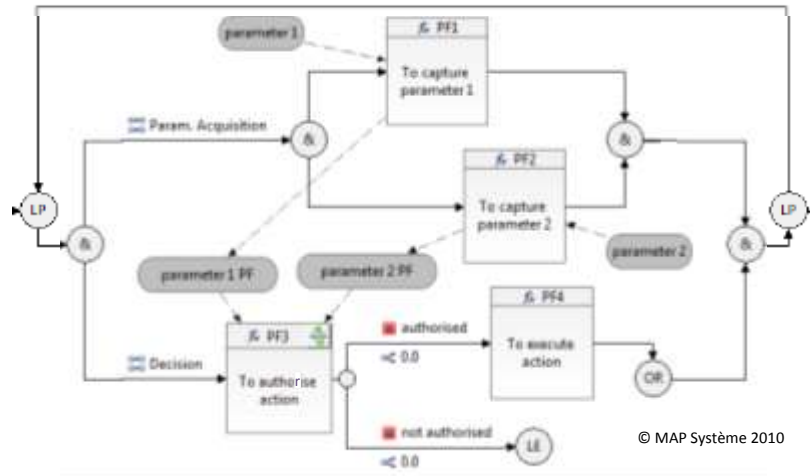 parameter 1
PF1
To capture
parameter 1
Param. Acquisition
&
&
PF2
To capture
parameter 2
LP
&
LP
&
parameter 1 PF
parameter 2 PF
parameter 2
PF3
To authorise
action
Decision
authorised
0.0
PF4
To execute
action
OR
not authorised
0.0
LE
© MAP Système 2010